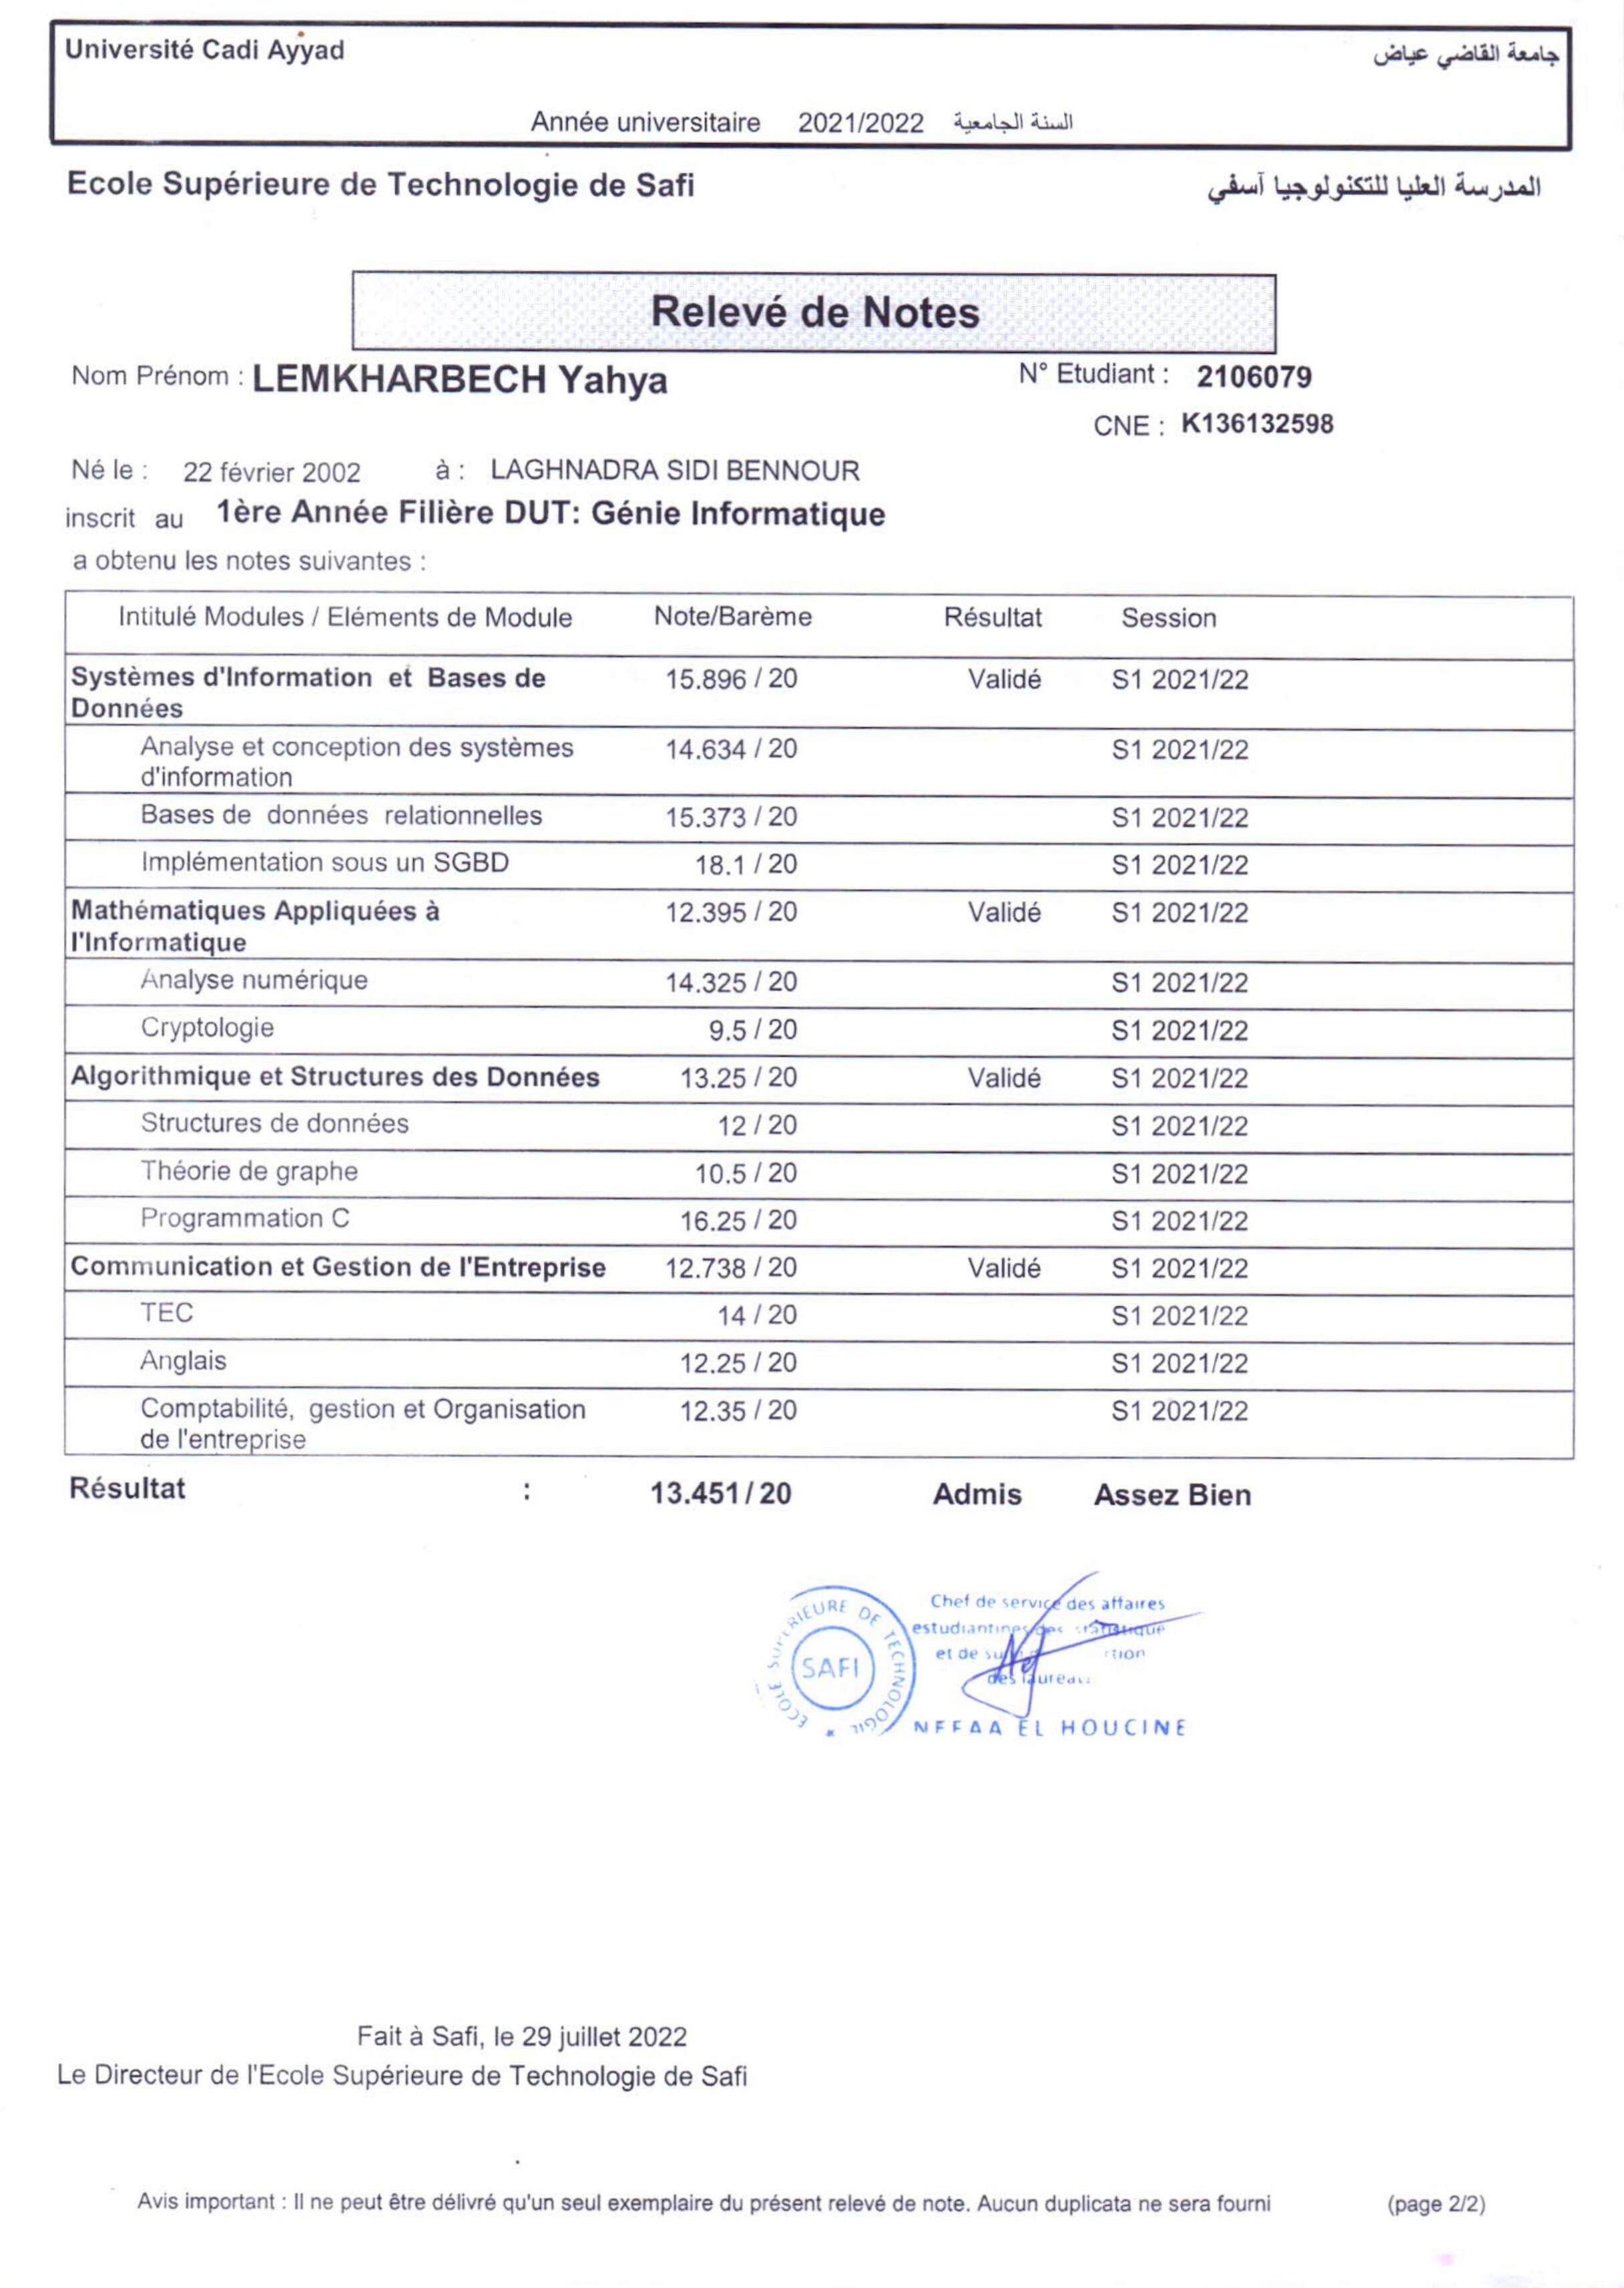 Université Cadi Ayyad جامعة القاضي عياض
Année universitaire 2021/2022 السنة الجامعية
Ecole Supérieure de Technologie de Safi المدرسة العليا للتكنولوجيا آسفي
Relevé de Notes
Nom Prénom : LEMKHARBECH Yahya N° Etudiant : 2106079
CNE : K136132598
Né le : 22 février 2002 à : LAGHNADRA SIDI BENNOUR
inscrit au 1ère Année Filière DUT: Génie Informatique
a obtenu les notes suivantes :
Intitulé Modules / Eléments de Module Note/Barème Résultat Session
Systèmes d'Information et Bases de 15.896 / 20 Validé S1 2021/22
Données
Analyse et conception des systèmes 14.634 / 20 S1 2021/22
d'information
Bases de données relationnelles 15.373 / 20 S1 2021/22
Implémentation sous un SGBD 18.1 / 20 S1 2021/22
Mathématiques Appliquées à 12.395 / 20 Validé S1 2021/22
l'Informatique
Analyse numérique 14.325 / 20 S1 2021/22
Cryptologie 9.5 / 20 S1 2021/22
Algorithmique et Structures des Données 13.25 / 20 Validé S1 2021/22
Structures de données 12 / 20 S1 2021/22
Théorie de graphe 10.5 / 20 S1 2021/22
Programmation C 16.25 / 20 S1 2021/22
Communication et Gestion de l'Entreprise 12.738 / 20 Validé S1 2021/22
TEC 14 / 20 S1 2021/22
Anglais 12.25 / 20 S1 2021/22
Comptabilité, gestion et Organisation 12.35 / 20 S1 2021/22
de l'entreprise
Résultat : 13.451 / 20 Admis Assez Bien
ECOLE SUPERIEURE DE TECHNOLOGIE *
SAFI
Chef de service des affaires
estudiantines des statistique
et de
des
NEFAA EL HOUCINE
Fait à Safi, le 29 juillet 2022
Le Directeur de l'Ecole Supérieure de Technologie de Safi
Avis important : Il ne peut être délivré qu'un seul exemplaire du présent relevé de note. Aucun duplicata ne sera fourni (page 2/2)